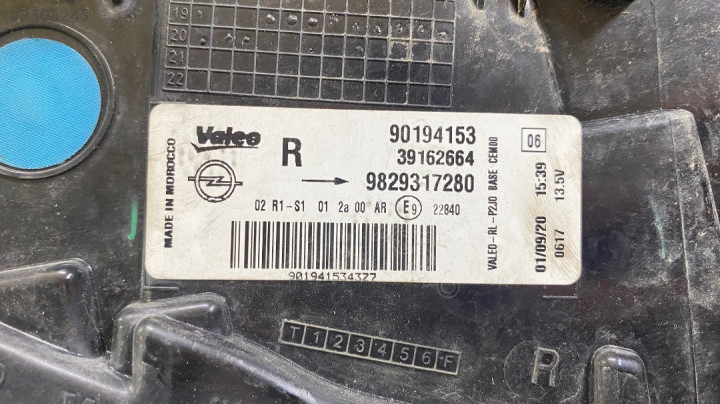 19
20
21
22
Valeo
R
90194153
39162664
9829317280
02 R1-S1 01 2a 00 AR E9 22840
901941534377
MADE IN MOROCCO
VALEO-RL-P2JO BASE CEM00
06
01/09/20 15:39
0617 13.5V
T 1 2 3 4 5 6 F
R